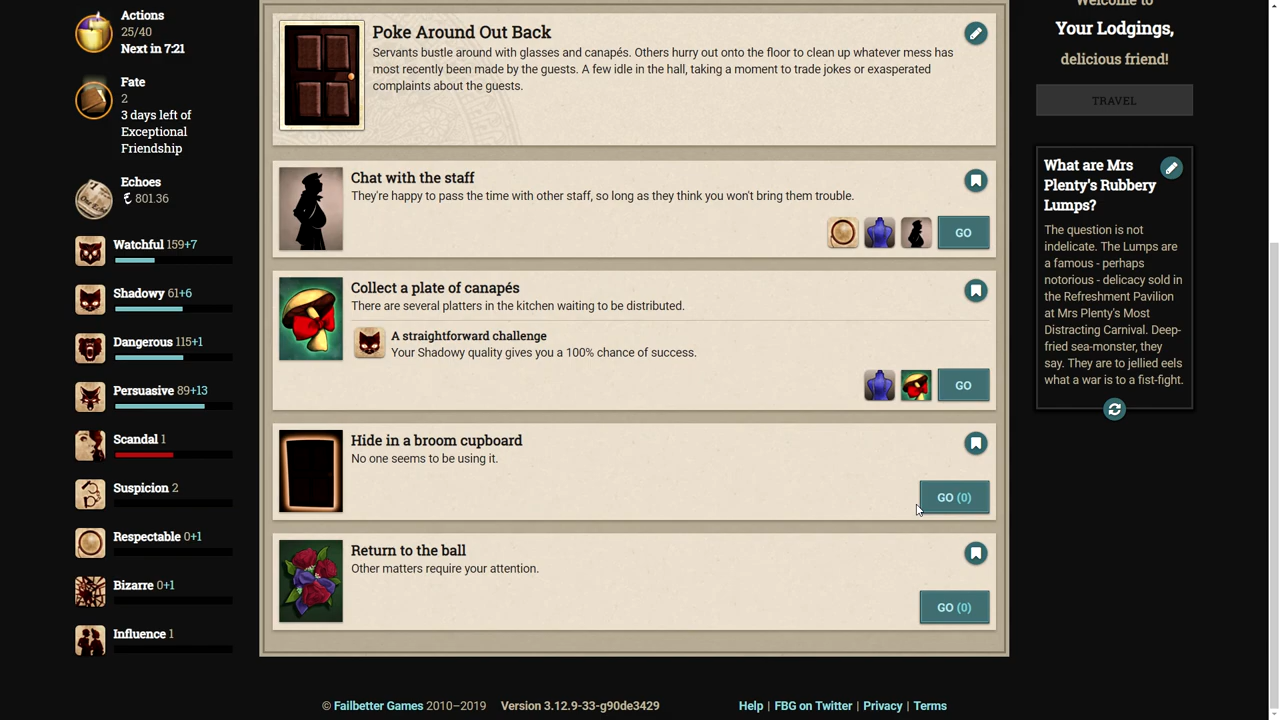 Actions
25/40
Next in 7:21
Fate
2
3 days left of
Exceptional
Friendship
Echoes
801.36
Watchful 159+7
Shadowy 61+6
Dangerous 115+1
Persuasive 89+13
Scandal 1
Suspicion 2
Respectable 0+1
Bizarre 0+1
Influence 1
Poke Around Out Back
Servants bustle around with glasses and canapés. Others hurry out onto the floor to clean up whatever mess has
most recently been made by the guests. A few idle in the hall, taking a moment to trade jokes or exasperated
complaints about the guests.
Chat with the staff
They're happy to pass the time with other staff, so long as they think you won't bring them trouble.
GO
Collect a plate of canapés
There are several platters in the kitchen waiting to be distributed.
A straightforward challenge
Your Shadowy quality gives you a 100% chance of success.
GO
Hide in a broom cupboard
No one seems to be using it.
GO (0)
Return to the ball
Other matters require your attention.
GO (0)
Welcome to
Your Lodgings,
delicious friend!
TRAVEL
What are Mrs
Plenty's Rubbery
Lumps?
The question is not
indelicate. The Lumps are
a famous - perhaps
notorious - delicacy sold in
the Refreshment Pavilion
at Mrs Plenty's Most
Distracting Carnival. Deep-
fried sea-monster, they
say. They are to jellied eels
what a war is to a fist-fight.
© Failbetter Games 2010–2019 Version 3.12.9-33-g90de3429 Help | FBG on Twitter | Privacy | Terms